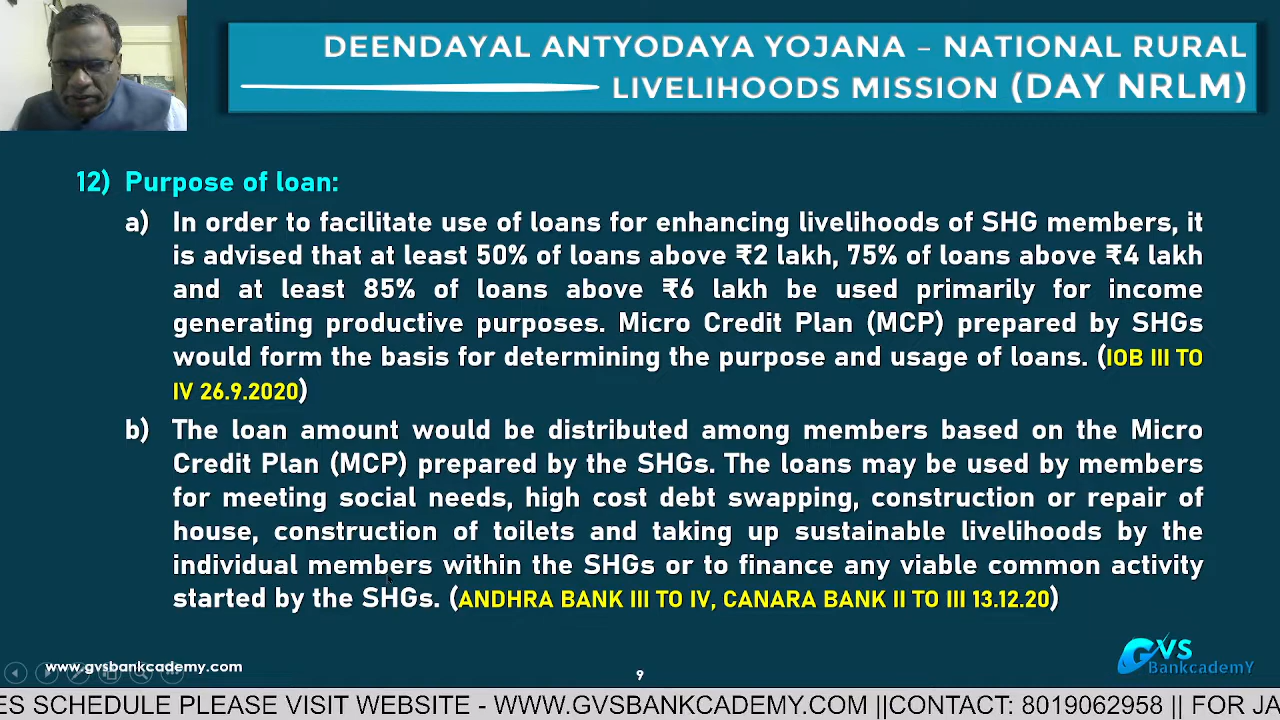 DEENDAYAL ANTYODAYA YOJANA – NATIONAL RURAL
LIVELIHOODS MISSION (DAY NRLM)
12) Purpose of loan:
a) In order to facilitate use of loans for enhancing livelihoods of SHG members, it
is advised that at least 50% of loans above ₹2 lakh, 75% of loans above ₹4 lakh
and at least 85% of loans above ₹6 lakh be used primarily for income
generating productive purposes. Micro Credit Plan (MCP) prepared by SHGs
would form the basis for determining the purpose and usage of loans. (IOB III TO
IV 26.9.2020)
b) The loan amount would be distributed among members based on the Micro
Credit Plan (MCP) prepared by the SHGs. The loans may be used by members
for meeting social needs, high cost debt swapping, construction or repair of
house, construction of toilets and taking up sustainable livelihoods by the
individual members within the SHGs or to finance any viable common activity
started by the SHGs. (ANDHRA BANK III TO IV, CANARA BANK II TO III 13.12.20)
www.gvsbankcademy.com
9
GVS
BankcademY
ES SCHEDULE PLEASE VISIT WEBSITE - WWW.GVSBANKCADEMY.COM ||CONTACT: 8019062958 || FOR JA